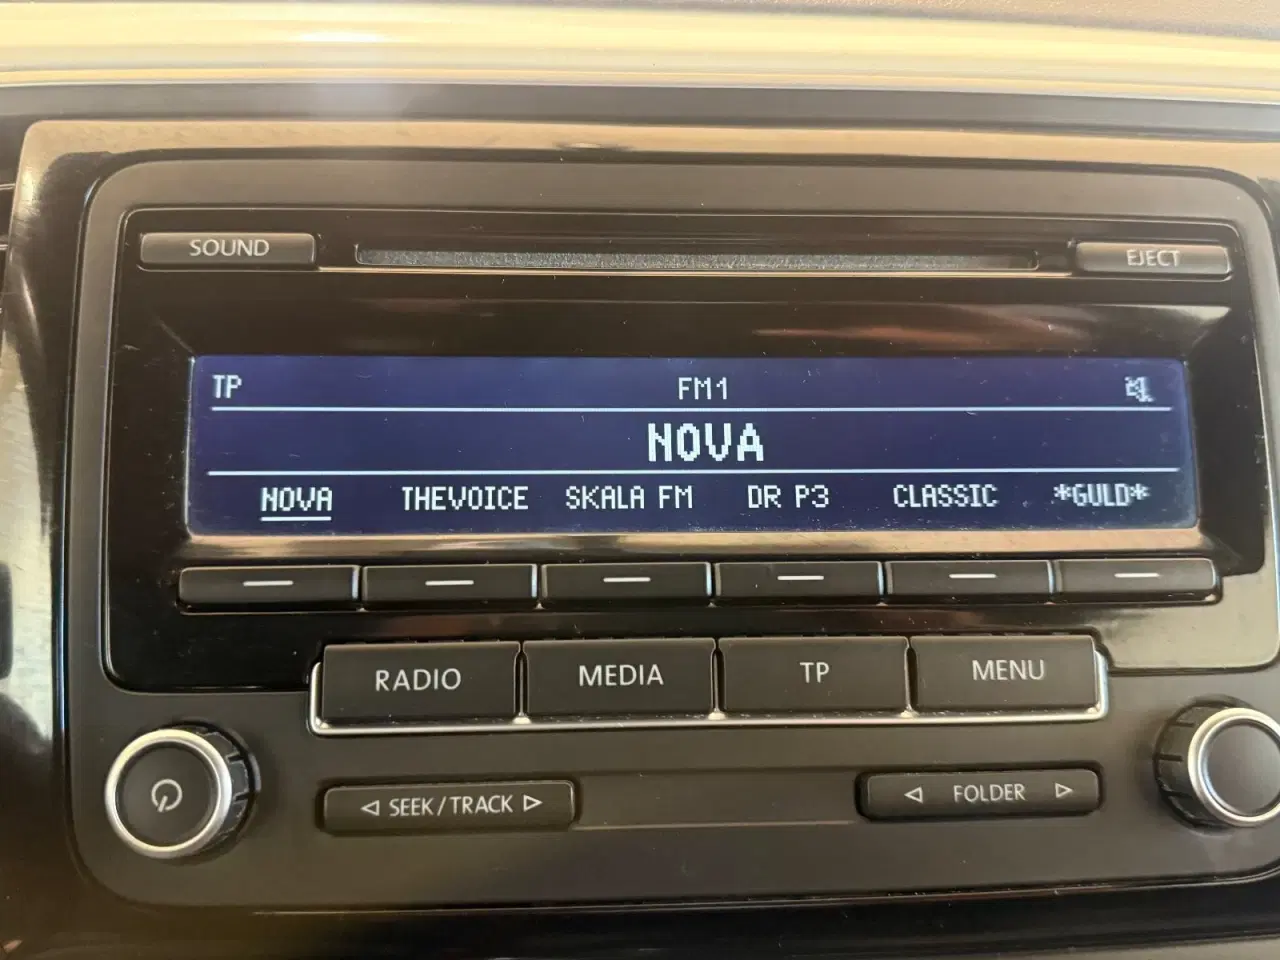 SOUND
EJECT
TP FM1
NOVA
NOVA THEVOICE SKALA FM DR P3 CLASSIC *GULD*
RADIO MEDIA TP MENU
SEEK/TRACK FOLDER